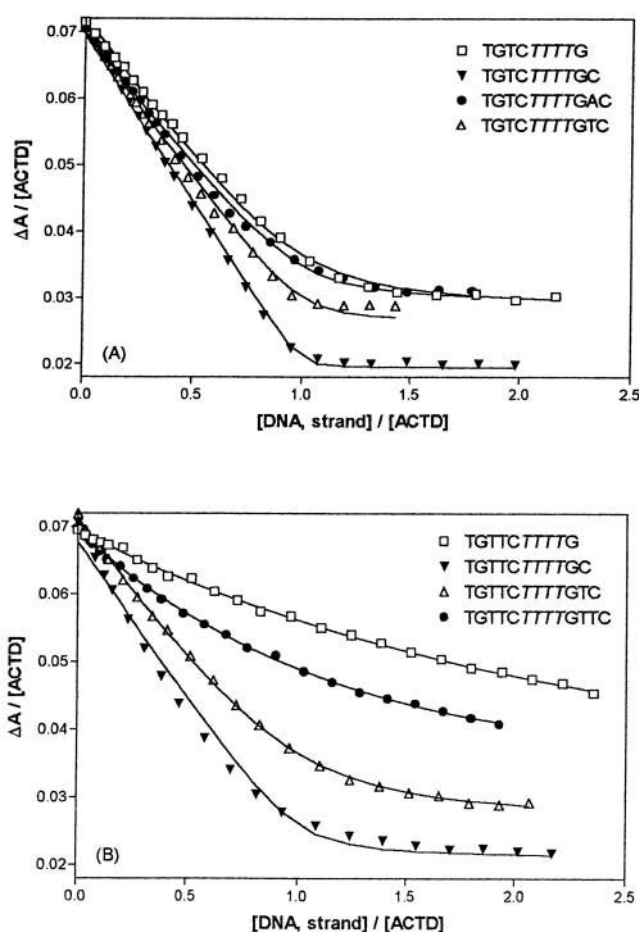 0.07
0.06
0.05
0.04
0.03
0.02
ΔA / [ACTD]
TGTCTTTTG
TGTCTTTTGC
TGTCTTTTGAC
TGTCTTTTGTC
(A)
0.0 0.5 1.0 1.5 2.0 2.5
[DNA, strand] / [ACTD]
0.07
0.06
0.05
0.04
0.03
0.02
ΔA / [ACTD]
TGTTCTTTTG
TGTTCTTTTGC
TGTTCTTTTGTC
TGTTCTTTTGTTC
(B)
0.0 0.5 1.0 1.5 2.0 2.5
[DNA, strand] / [ACTD]